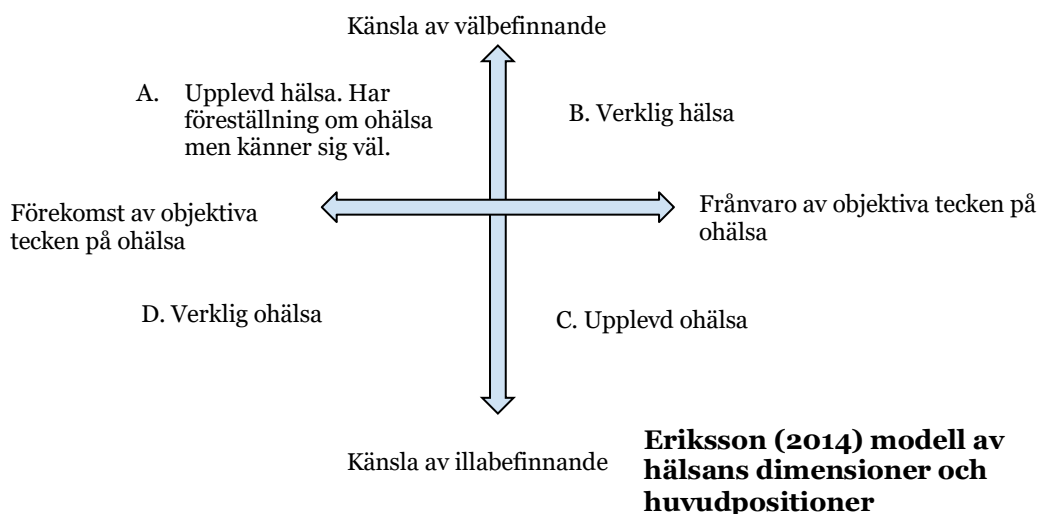 Känsla av välbefinnande
A. Upplevd hälsa. Har
föreställning om ohälsa
men känner sig väl.
B. Verklig hälsa
Förekomst av objektiva
tecken på ohälsa
Frånvaro av objektiva tecken på
ohälsa
D. Verklig ohälsa
C. Upplevd ohälsa
Känsla av illabefinnande
Eriksson (2014) modell av
hälsans dimensioner och
huvudpositioner